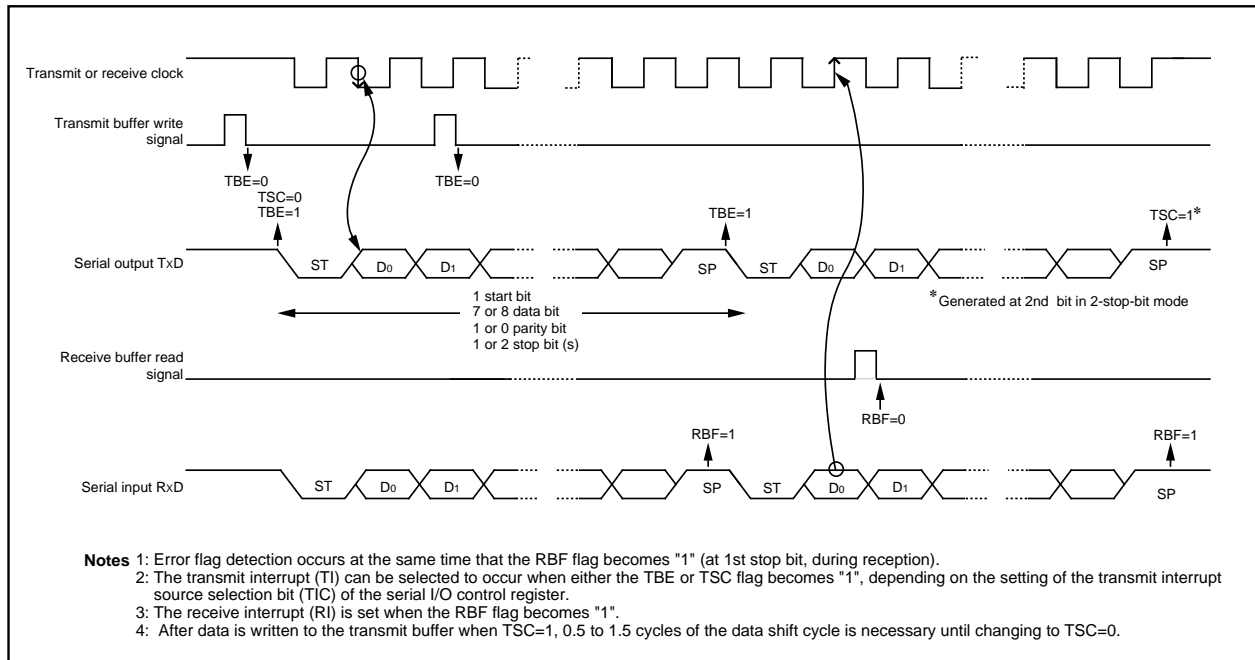 Transmit or receive clock
Transmit buffer write
signal
TBE=0
TSC=0
TBE=1
TBE=0
TBE=1
TSC=1*
Serial output TxD
ST
D0
D1
SP
ST
D0
D1
SP
1 start bit
7 or 8 data bit
1 or 0 parity bit
1 or 2 stop bit (s)
*Generated at 2nd bit in 2-stop-bit mode
Receive buffer read
signal
RBF=0
RBF=1
RBF=1
Serial input RxD
ST
D0
D1
SP
ST
D0
D1
SP
Notes 1: Error flag detection occurs at the same time that the RBF flag becomes "1" (at 1st stop bit, during reception).
2: The transmit interrupt (TI) can be selected to occur when either the TBE or TSC flag becomes "1", depending on the setting of the transmit interrupt
source selection bit (TIC) of the serial I/O control register.
3: The receive interrupt (RI) is set when the RBF flag becomes "1".
4: After data is written to the transmit buffer when TSC=1, 0.5 to 1.5 cycles of the data shift cycle is necessary until changing to TSC=0.